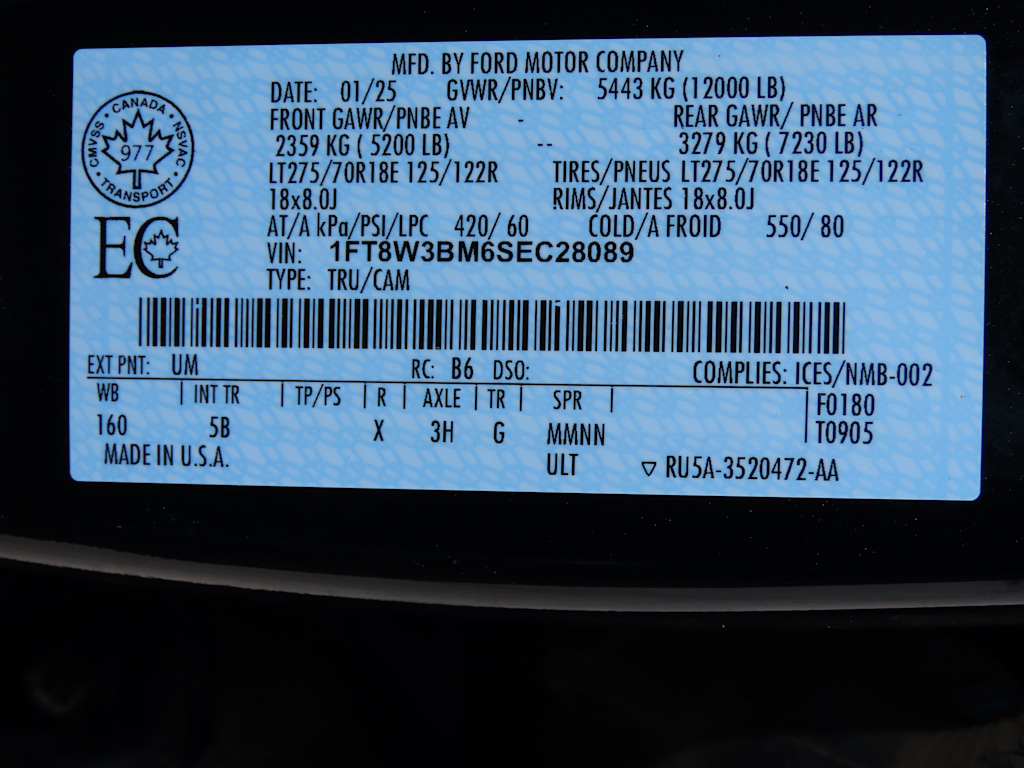 MFD. BY FORD MOTOR COMPANY
DATE: 01/25 GVWR/PNBV: 5443 KG (12000 LB)
FRONT GAWR/PNBE AV - REAR GAWR/ PNBE AR
2359 KG ( 5200 LB) -- 3279 KG ( 7230 LB)
LT275/70R18E 125/122R TIRES/PNEUS LT275/70R18E 125/122R
18x8.0J RIMS/JANTES 18x8.0J
AT/A kPa/PSI/LPC 420/ 60 COLD/A FROID 550/ 80
VIN: 1FT8W3BM6SEC28089
TYPE: TRU/CAM
CANADA
CMVSS • NSVAC
977
TRANSPORT
EC
EXT PNT: UM RC: B6 DSO: COMPLIES: ICES/NMB-002
WB | INT TR | TP/PS | R | AXLE | TR | SPR | F0180
160 5B X 3H G MMNN T0905
MADE IN U.S.A. ULT ▽ RU5A-3520472-AA